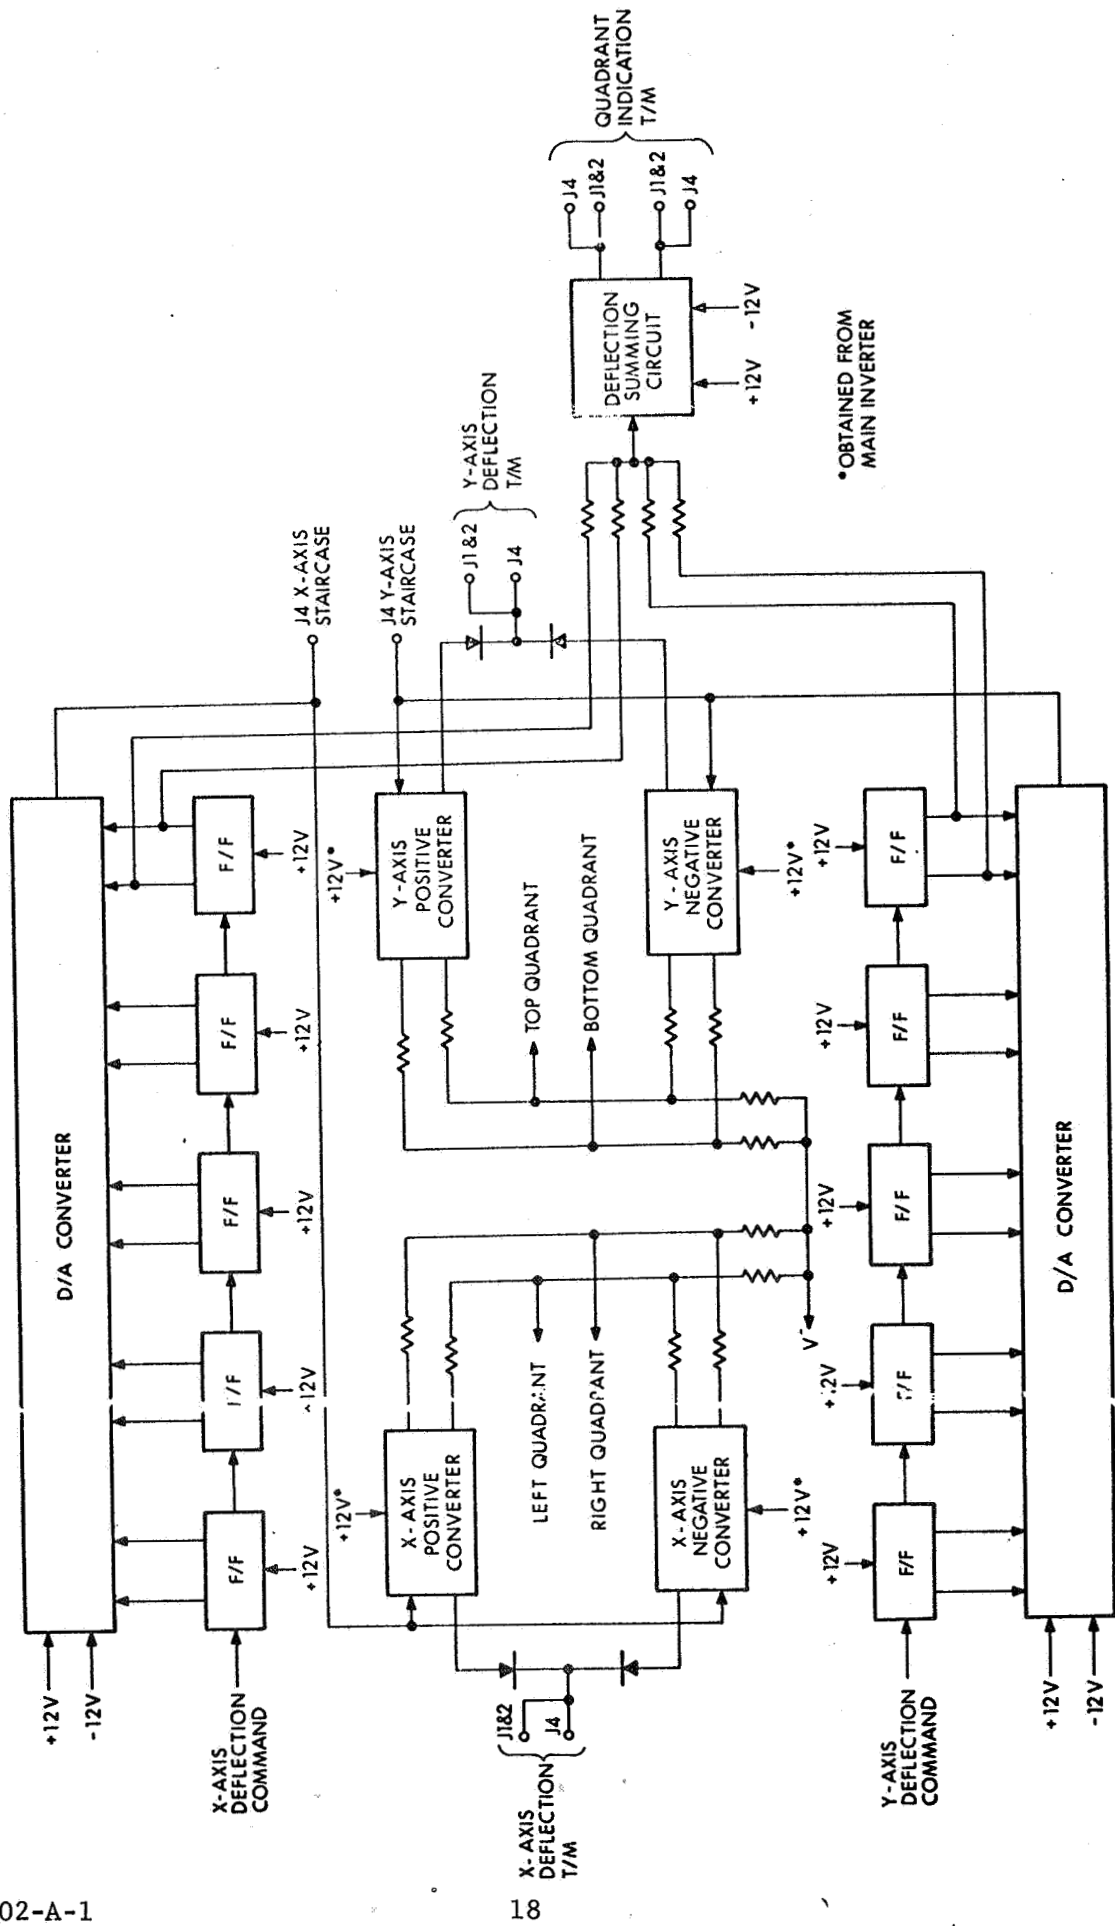 +12V
-12V
D/A CONVERTER
X-AXIS
DEFLECTION
COMMAND
F/F
F/F
F/F
F/F
+12V
+12V
+12V
+12V
J4 X-AXIS
STAIRCASE
J4 Y-AXIS
STAIRCASE
+12V*
X-AXIS
POSITIVE
CONVERTER
+12V*
Y-AXIS
POSITIVE
CONVERTER
J1&2
J4
Y-AXIS
DEFLECTION
T/M
X-AXIS
DEFLECTION
T/M
J1&2
J4
LEFT QUADRANT
RIGHT QUADRANT
TOP QUADRANT
BOTTOM QUADRANT
J4
J1&2
J1&2
J4
QUADRANT
INDICATION
T/M
DEFLECTION
SUMMING
CIRCUIT
+12V
-12V
X-AXIS
NEGATIVE
CONVERTER
+12V*
Y-AXIS
NEGATIVE
CONVERTER
+12V*
*OBTAINED FROM
MAIN INVERTER
+12V
+12V
+12V
+12V
Y-AXIS
DEFLECTION
COMMAND
F/F
F/F
F/F
F/F
+12V
-12V
D/A CONVERTER
02-A-1
18